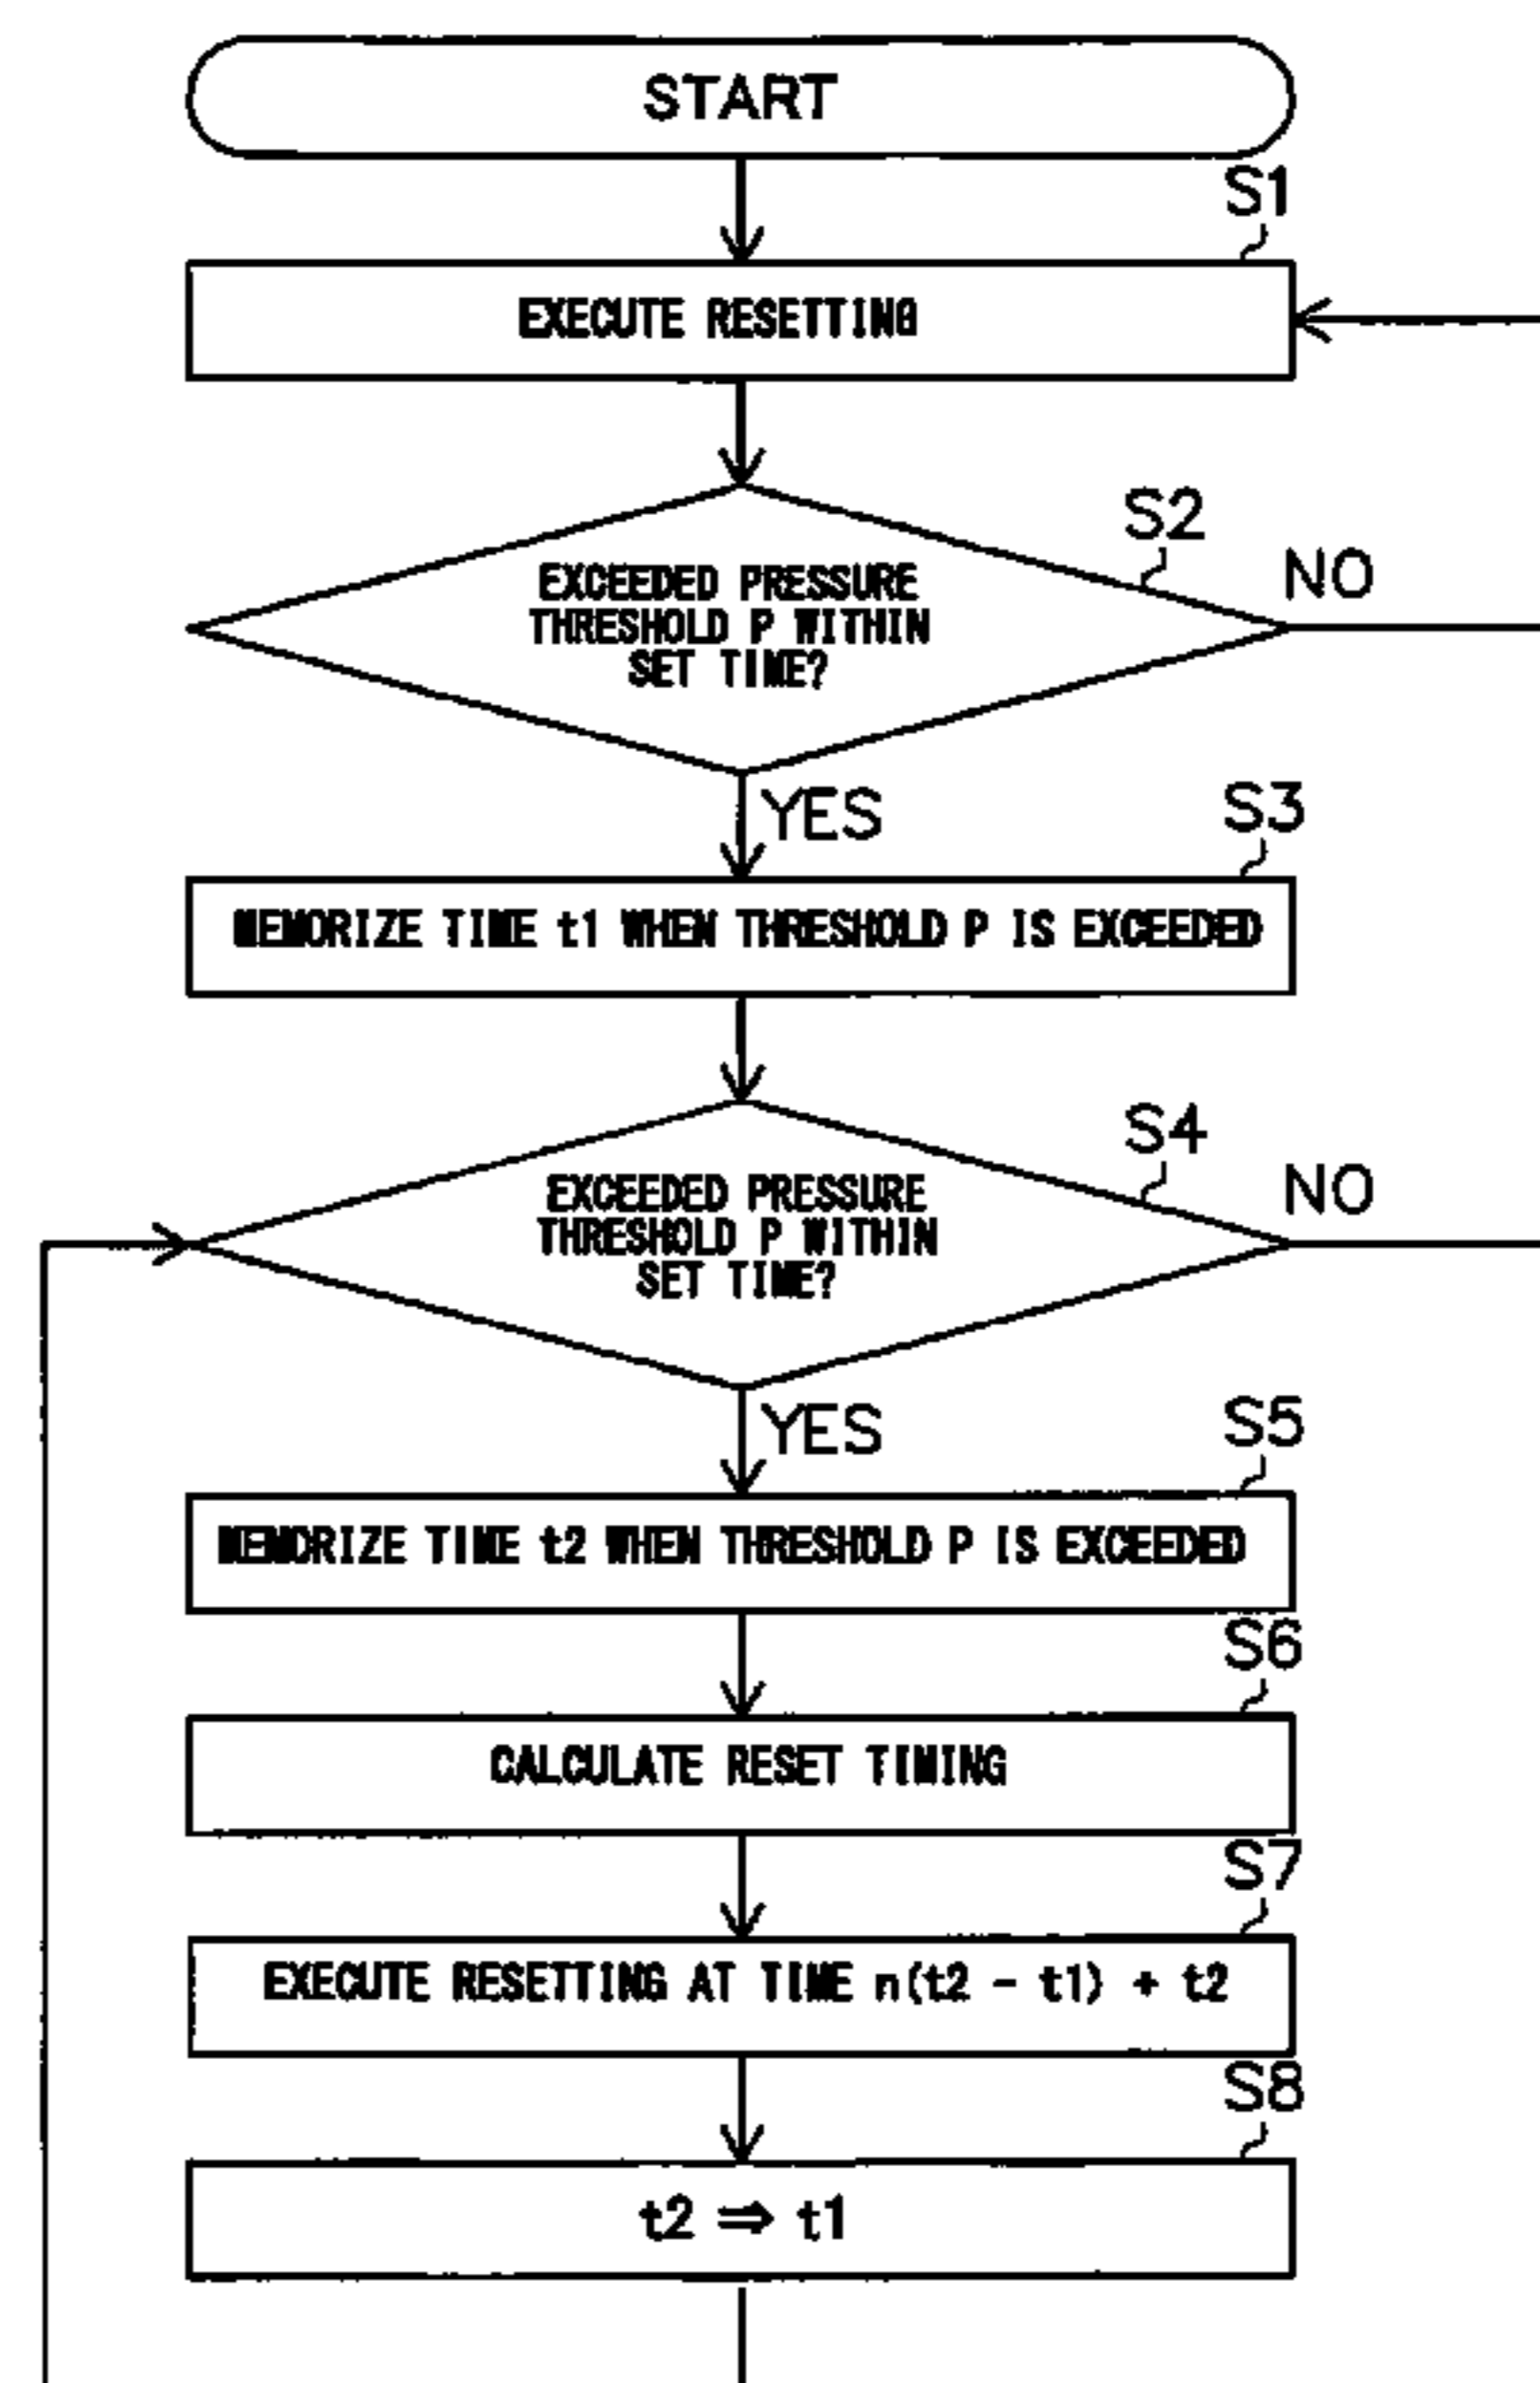 START
S1
EXECUTE RESETTING
S2
NO
EXCEEDED PRESSURE
THRESHOLD P WITHIN
SET TIME?
YES
S3
MEMORIZE TIME t1 WHEN THRESHOLD P IS EXCEEDED
S4
NO
EXCEEDED PRESSURE
THRESHOLD P WITHIN
SET TIME?
YES
S5
MEMORIZE TIME t2 WHEN THRESHOLD P IS EXCEEDED
S6
CALCULATE RESET TIMING
S7
EXECUTE RESETTING AT TIME n(t2 - t1) + t2
S8
t2 ⇒ t1